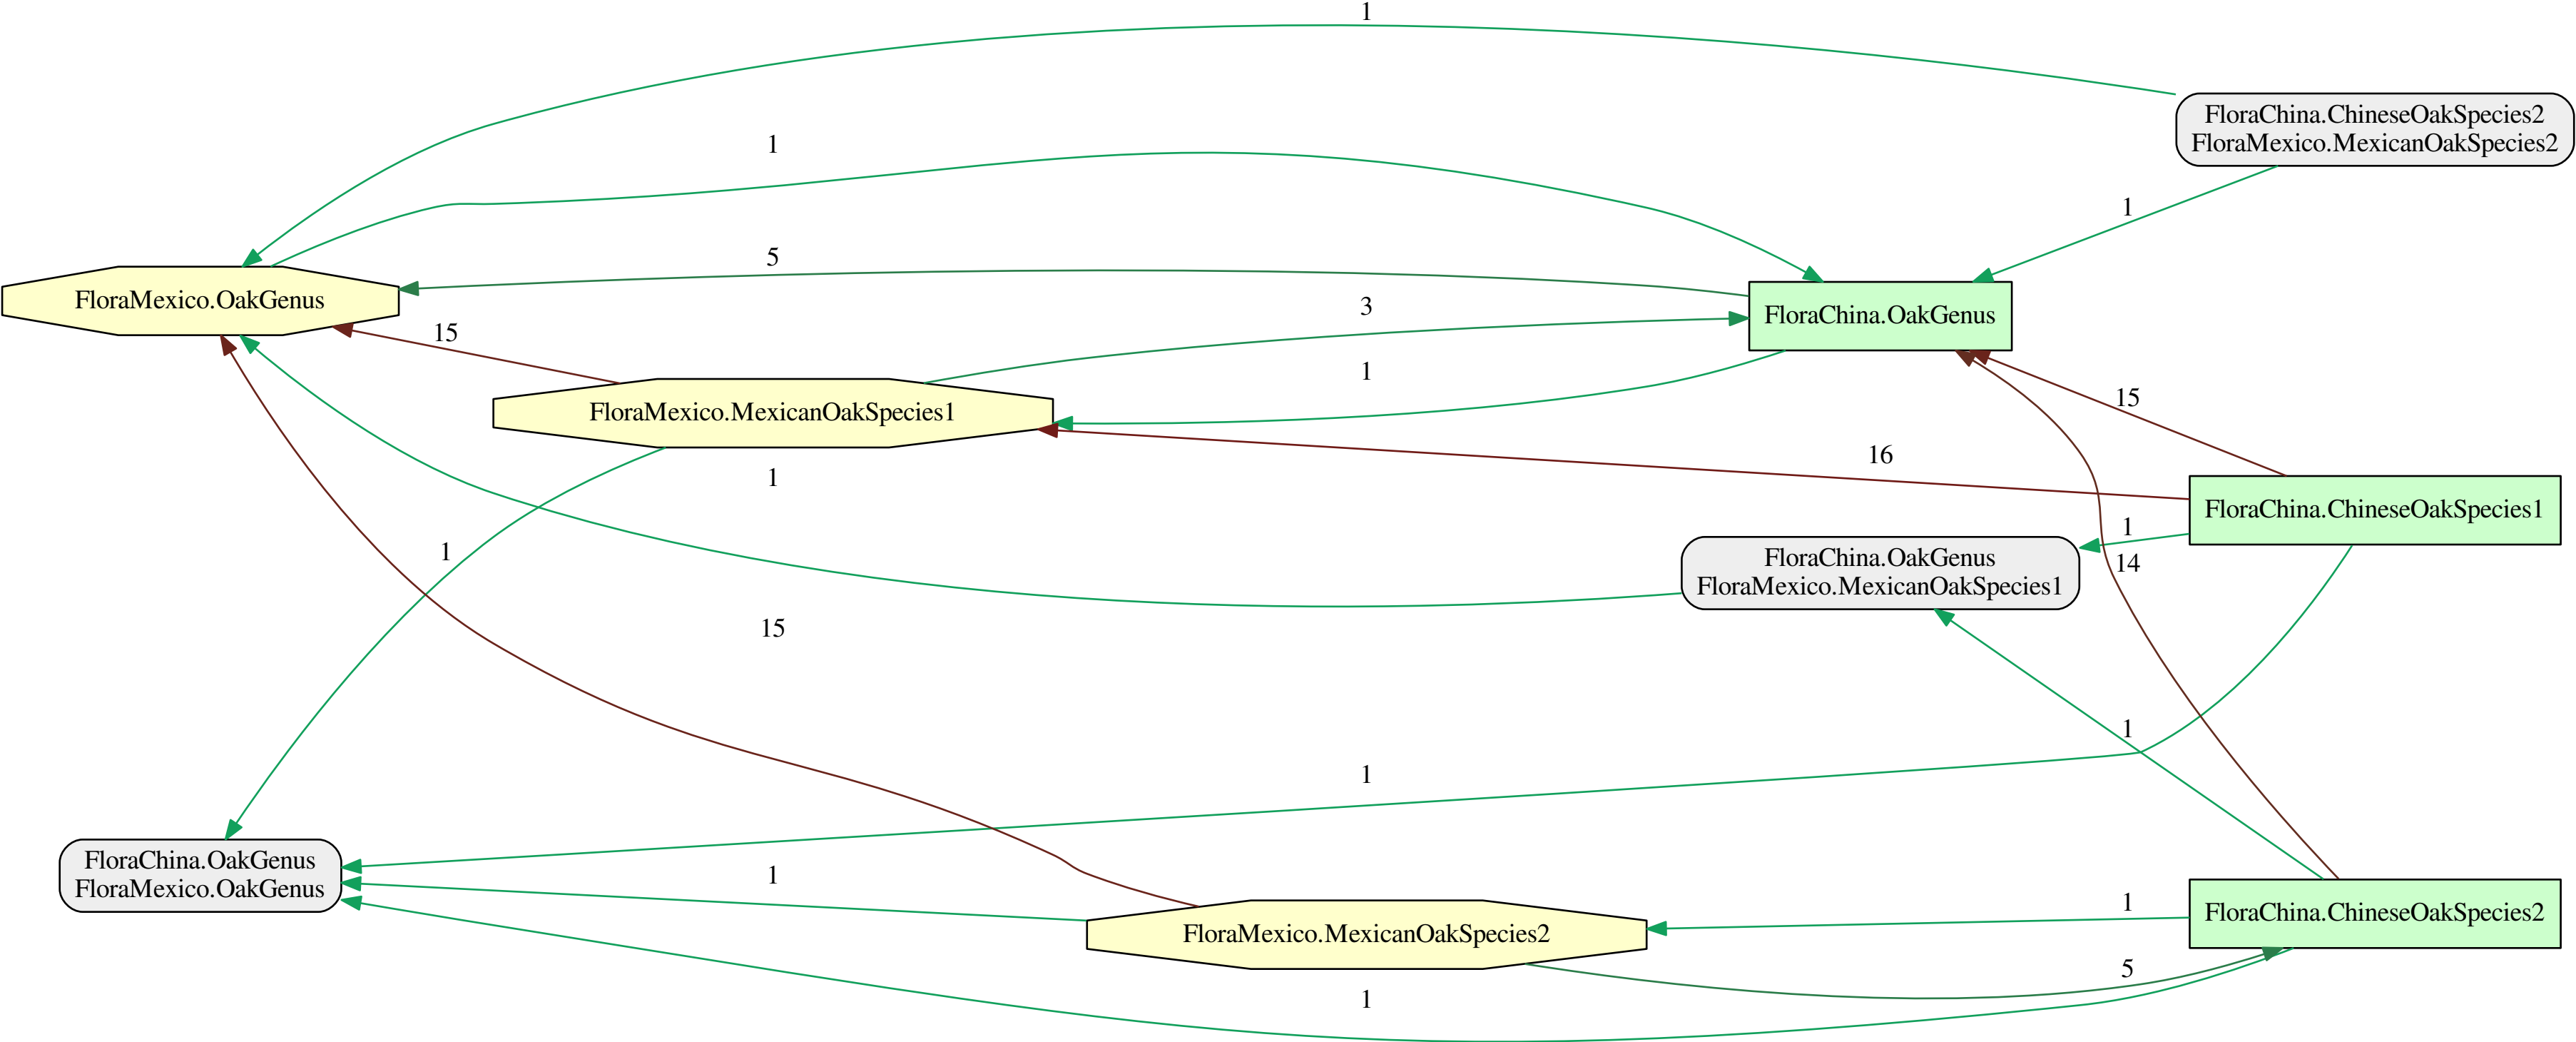 1
FloraChina.ChineseOakSpecies2
FloraMexico.MexicanOakSpecies2
1
1
5
FloraMexico.OakGenus
3
FloraChina.OakGenus
15
1
15
FloraMexico.MexicanOakSpecies1
16
1
FloraChina.ChineseOakSpecies1
1
1
FloraChina.OakGenus
FloraMexico.MexicanOakSpecies1
14
15
1
1
FloraChina.OakGenus
FloraMexico.OakGenus
1
1
FloraChina.ChineseOakSpecies2
FloraMexico.MexicanOakSpecies2
5
1